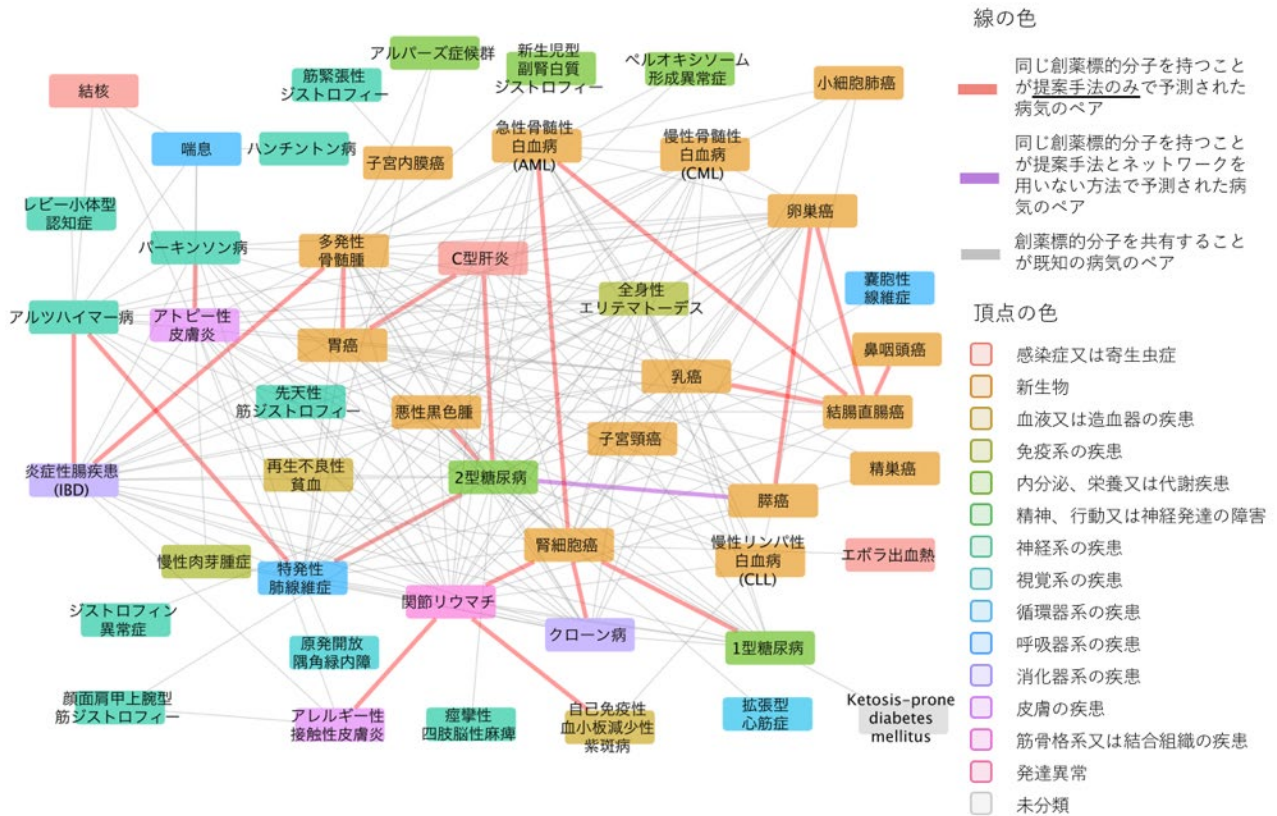 アルパーズ症候群
新生児型
副腎白質
ジストロフィー
ペルオキシソーム
形成異常症
筋緊張性
ジストロフィー
小細胞肺癌
結核
急性骨髄性
白血病
(AML)
慢性骨髄性
白血病
(CML)
喘息
ハンチントン病
子宮内膜癌
レビー小体型
認知症
卵巣癌
パーキンソン病
多発性
骨髄腫
C型肝炎
全身性
エリテマトーデス
嚢胞性
線維症
アルツハイマー病
アトピー性
皮膚炎
胃癌
鼻咽頭癌
乳癌
先天性
筋ジストロフィー
悪性黒色腫
結腸直腸癌
子宮頸癌
炎症性腸疾患
(IBD)
再生不良性
貧血
2型糖尿病
精巣癌
膵癌
腎細胞癌
慢性リンパ性
白血病
(CLL)
エボラ出血熱
慢性肉芽腫症
特発性
肺線維症
関節リウマチ
ジストロフィン
異常症
クローン病
1型糖尿病
原発開放
隅角緑内障
顔面肩甲上腕型
筋ジストロフィー
アレルギー性
接触性皮膚炎
痙攣性
四肢脳性麻痺
自己免疫性
血小板減少性
紫斑病
拡張型
心筋症
Ketosis-prone
diabetes
mellitus
線の色
同じ創薬標的分子を持つこと
が提案手法のみで予測された
病気のペア
同じ創薬標的分子を持つこと
が提案手法とネットワークを
用いない方法で予測された病
気のペア
創薬標的分子を共有すること
が既知の病気のペア
頂点の色
感染症又は寄生虫症
新生物
血液又は造血器の疾患
免疫系の疾患
内分泌、栄養又は代謝疾患
精神、行動又は神経発達の障害
神経系の疾患
視覚系の疾患
循環器系の疾患
呼吸器系の疾患
消化器系の疾患
皮膚の疾患
筋骨格系又は結合組織の疾患
発達異常
未分類